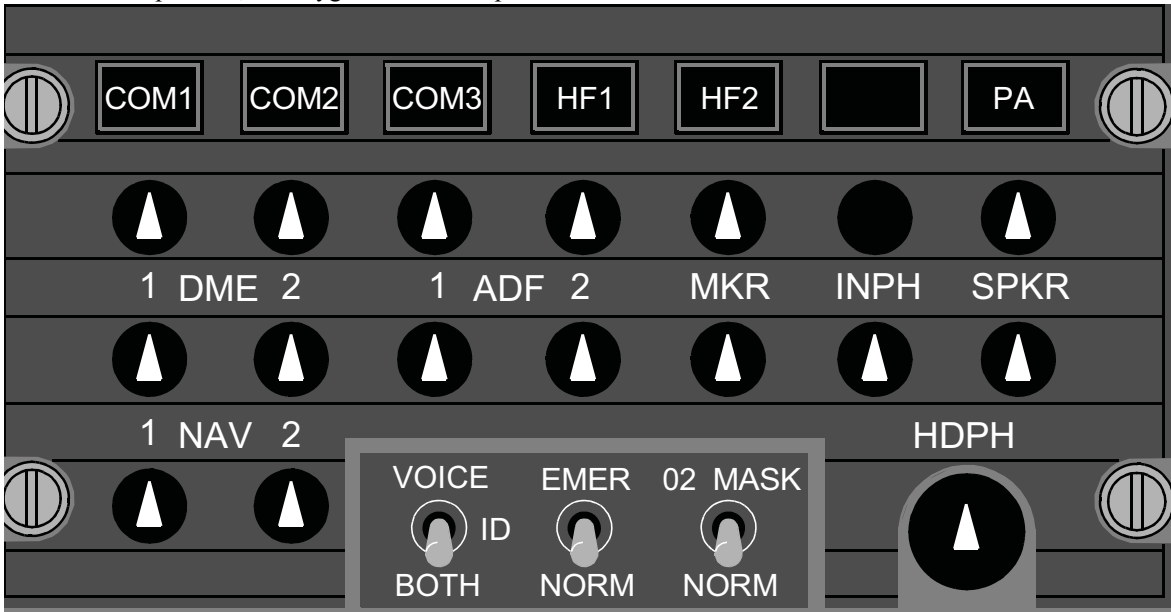 COM1 COM2 COM3 HF1 HF2 PA
1 DME 2 1 ADF 2 MKR INPH SPKR
1 NAV 2 HDPH
VOICE EMER 02 MASK
ID
BOTH NORM NORM